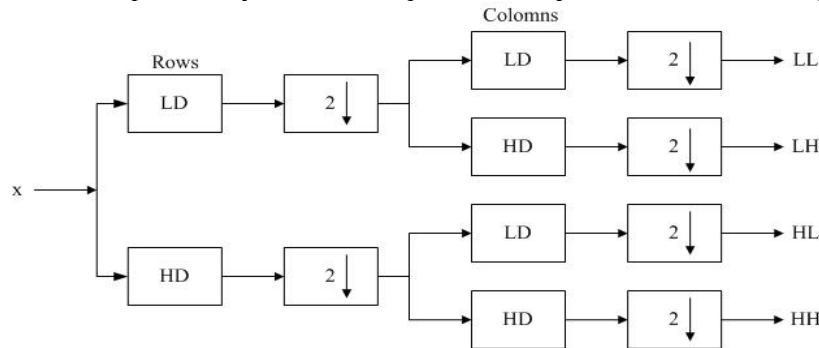 Colomns
Rows
LD 2 LL
LD 2
HD 2 LH
x
LD 2 HL
HD 2
HD 2 HH